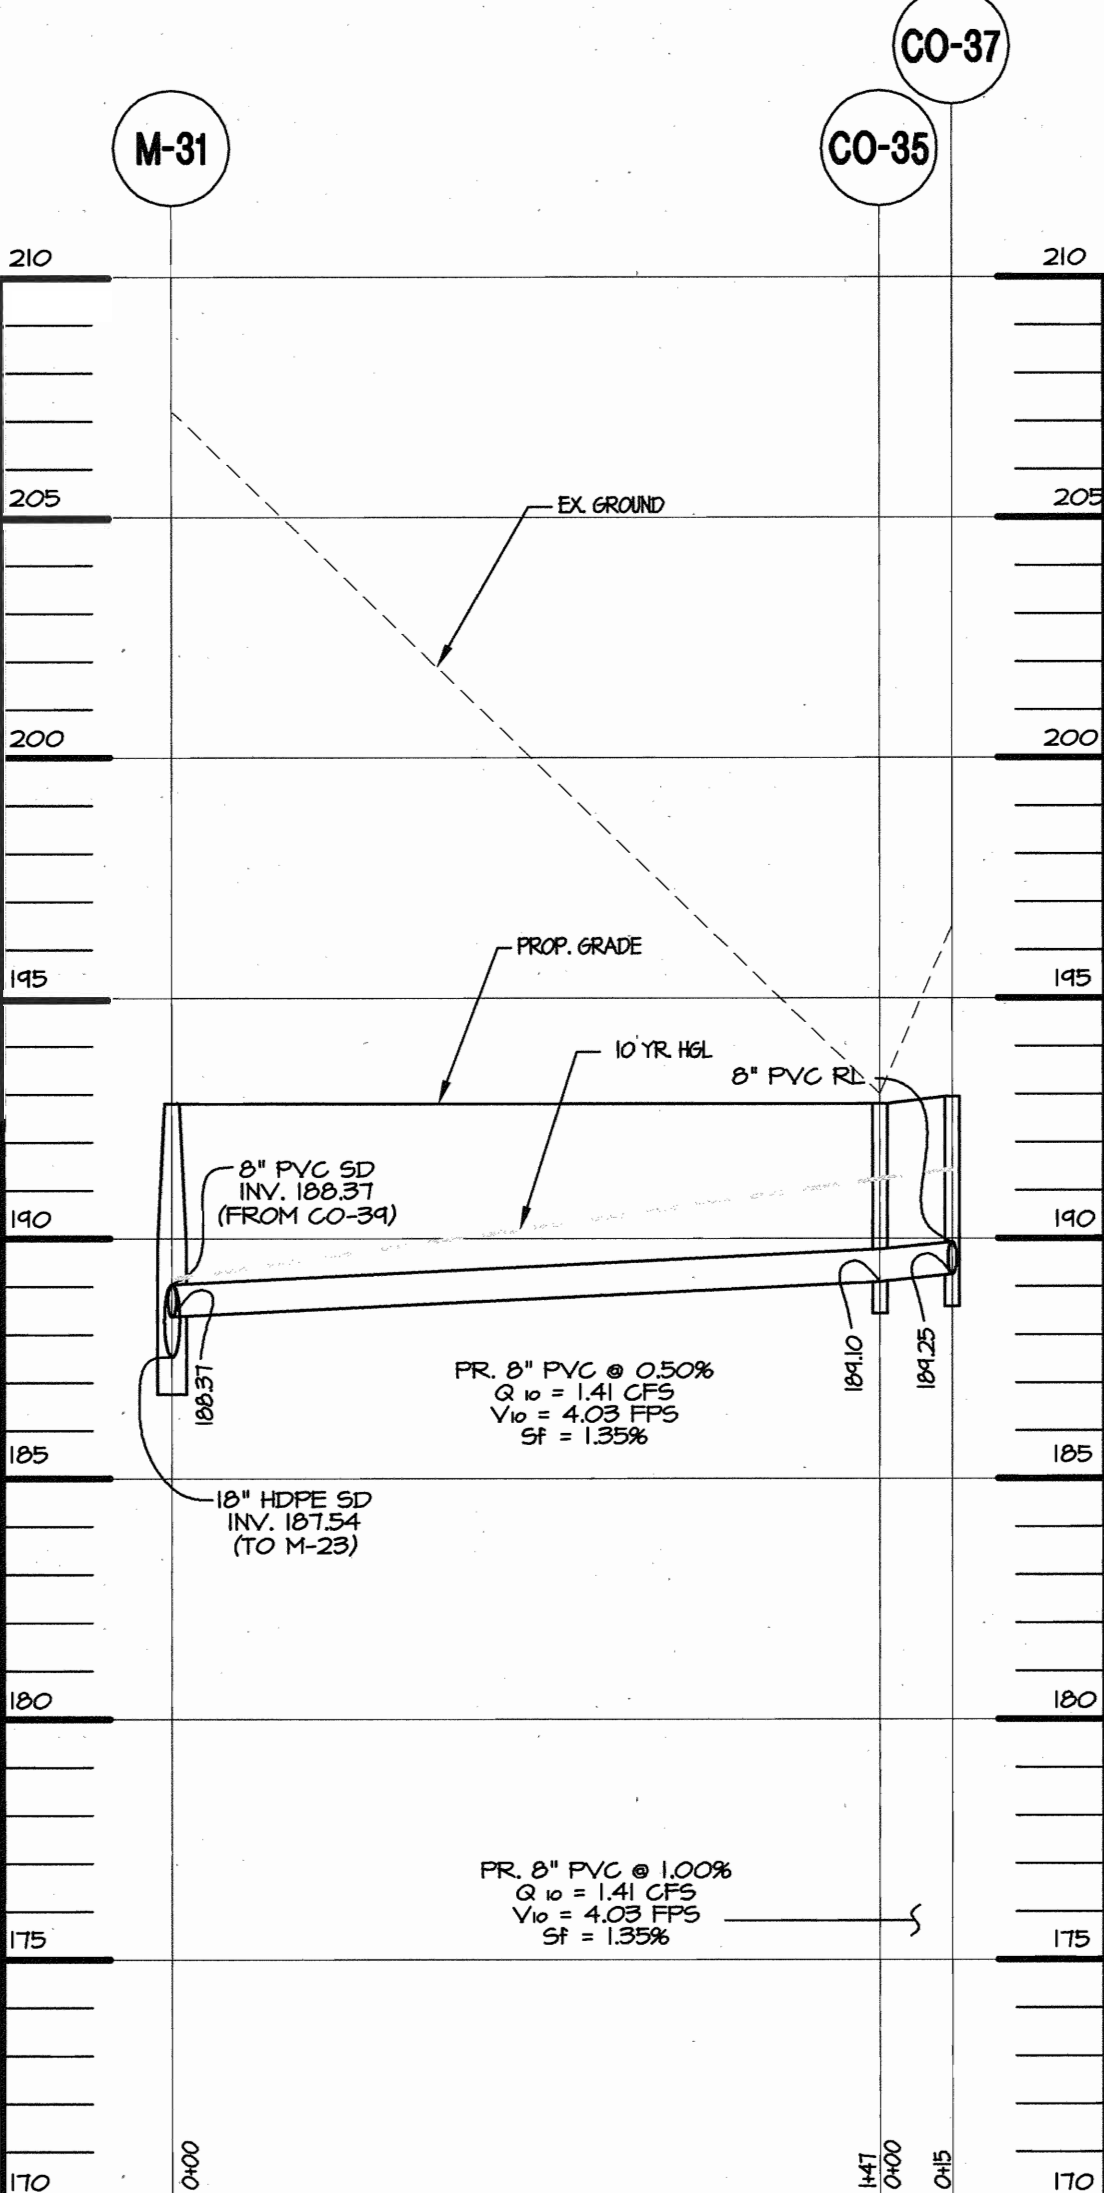 CO-37
M-31
CO-35
210
210
205
EX. GROUND
205
200
200
PROP. GRADE
195
195
10 YR. HGL
8" PVC RL
8" PVC SD
INV. 188.37
(FROM CO-39)
190
190
188.37
189.10
189.25
PR. 8" PVC @ 0.50%
Q 10 = 1.41 CFS
V10 = 4.03 FPS
Sf = 1.35%
185
185
18" HDPE SD
INV. 187.54
(TO M-23)
180
180
PR. 8" PVC @ 1.00%
Q 10 = 1.41 CFS
V10 = 4.03 FPS
Sf = 1.35%
175
175
0+00
1+47
0+00
0+15
170
170